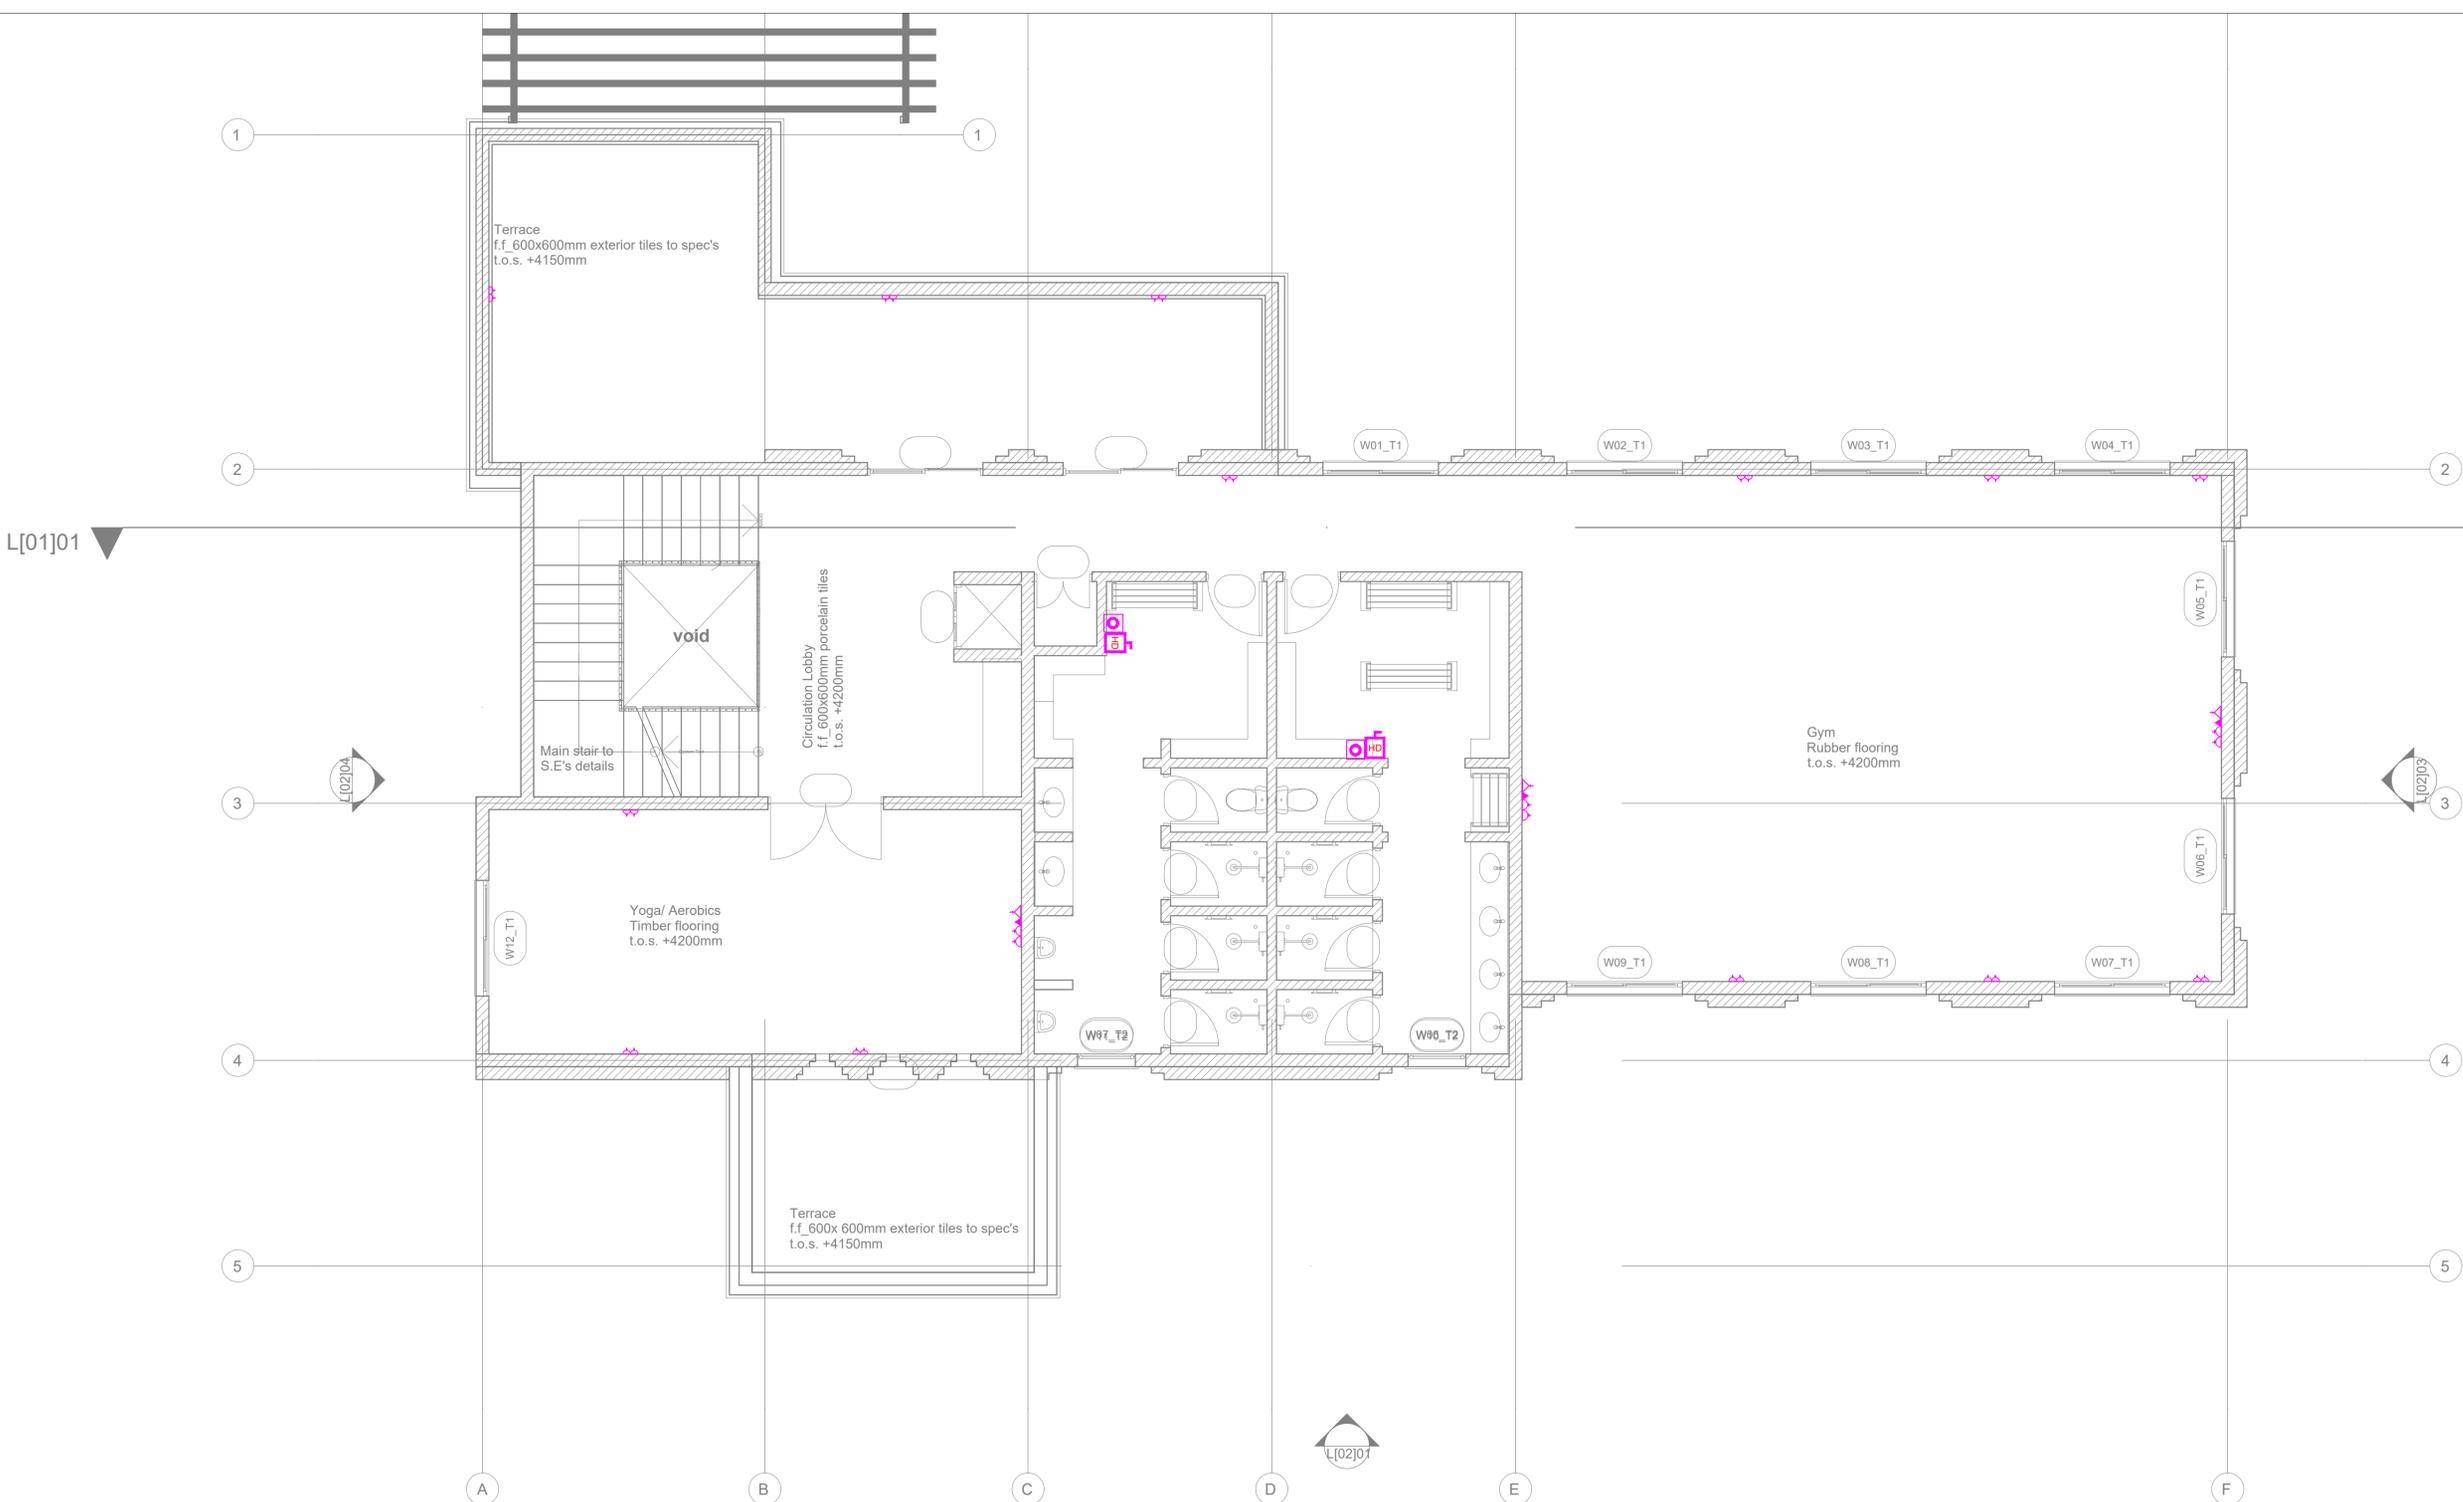 1
1
Terrace
f.f_600x600mm exterior tiles to spec's
t.o.s. +4150mm
W01_T1
W02_T1
W03_T1
W04_T1
2
2
L[01]01
W05_T1
void
Circulation Lobby
f.f_600x600mm porcelain tiles
t.o.s. +4200mm
HD
HD
Main stair to
S.E's details
Gym
Rubber flooring
t.o.s. +4200mm
L[02]04
L[02]03
3
3
W06_T1
Yoga/ Aerobics
Timber flooring
t.o.s. +4200mm
W12_T1
W09_T1
W08_T1
W07_T1
4
4
Terrace
f.f_600x 600mm exterior tiles to spec's
t.o.s. +4150mm
5
5
L[02]01
A
B
C
D
E
F